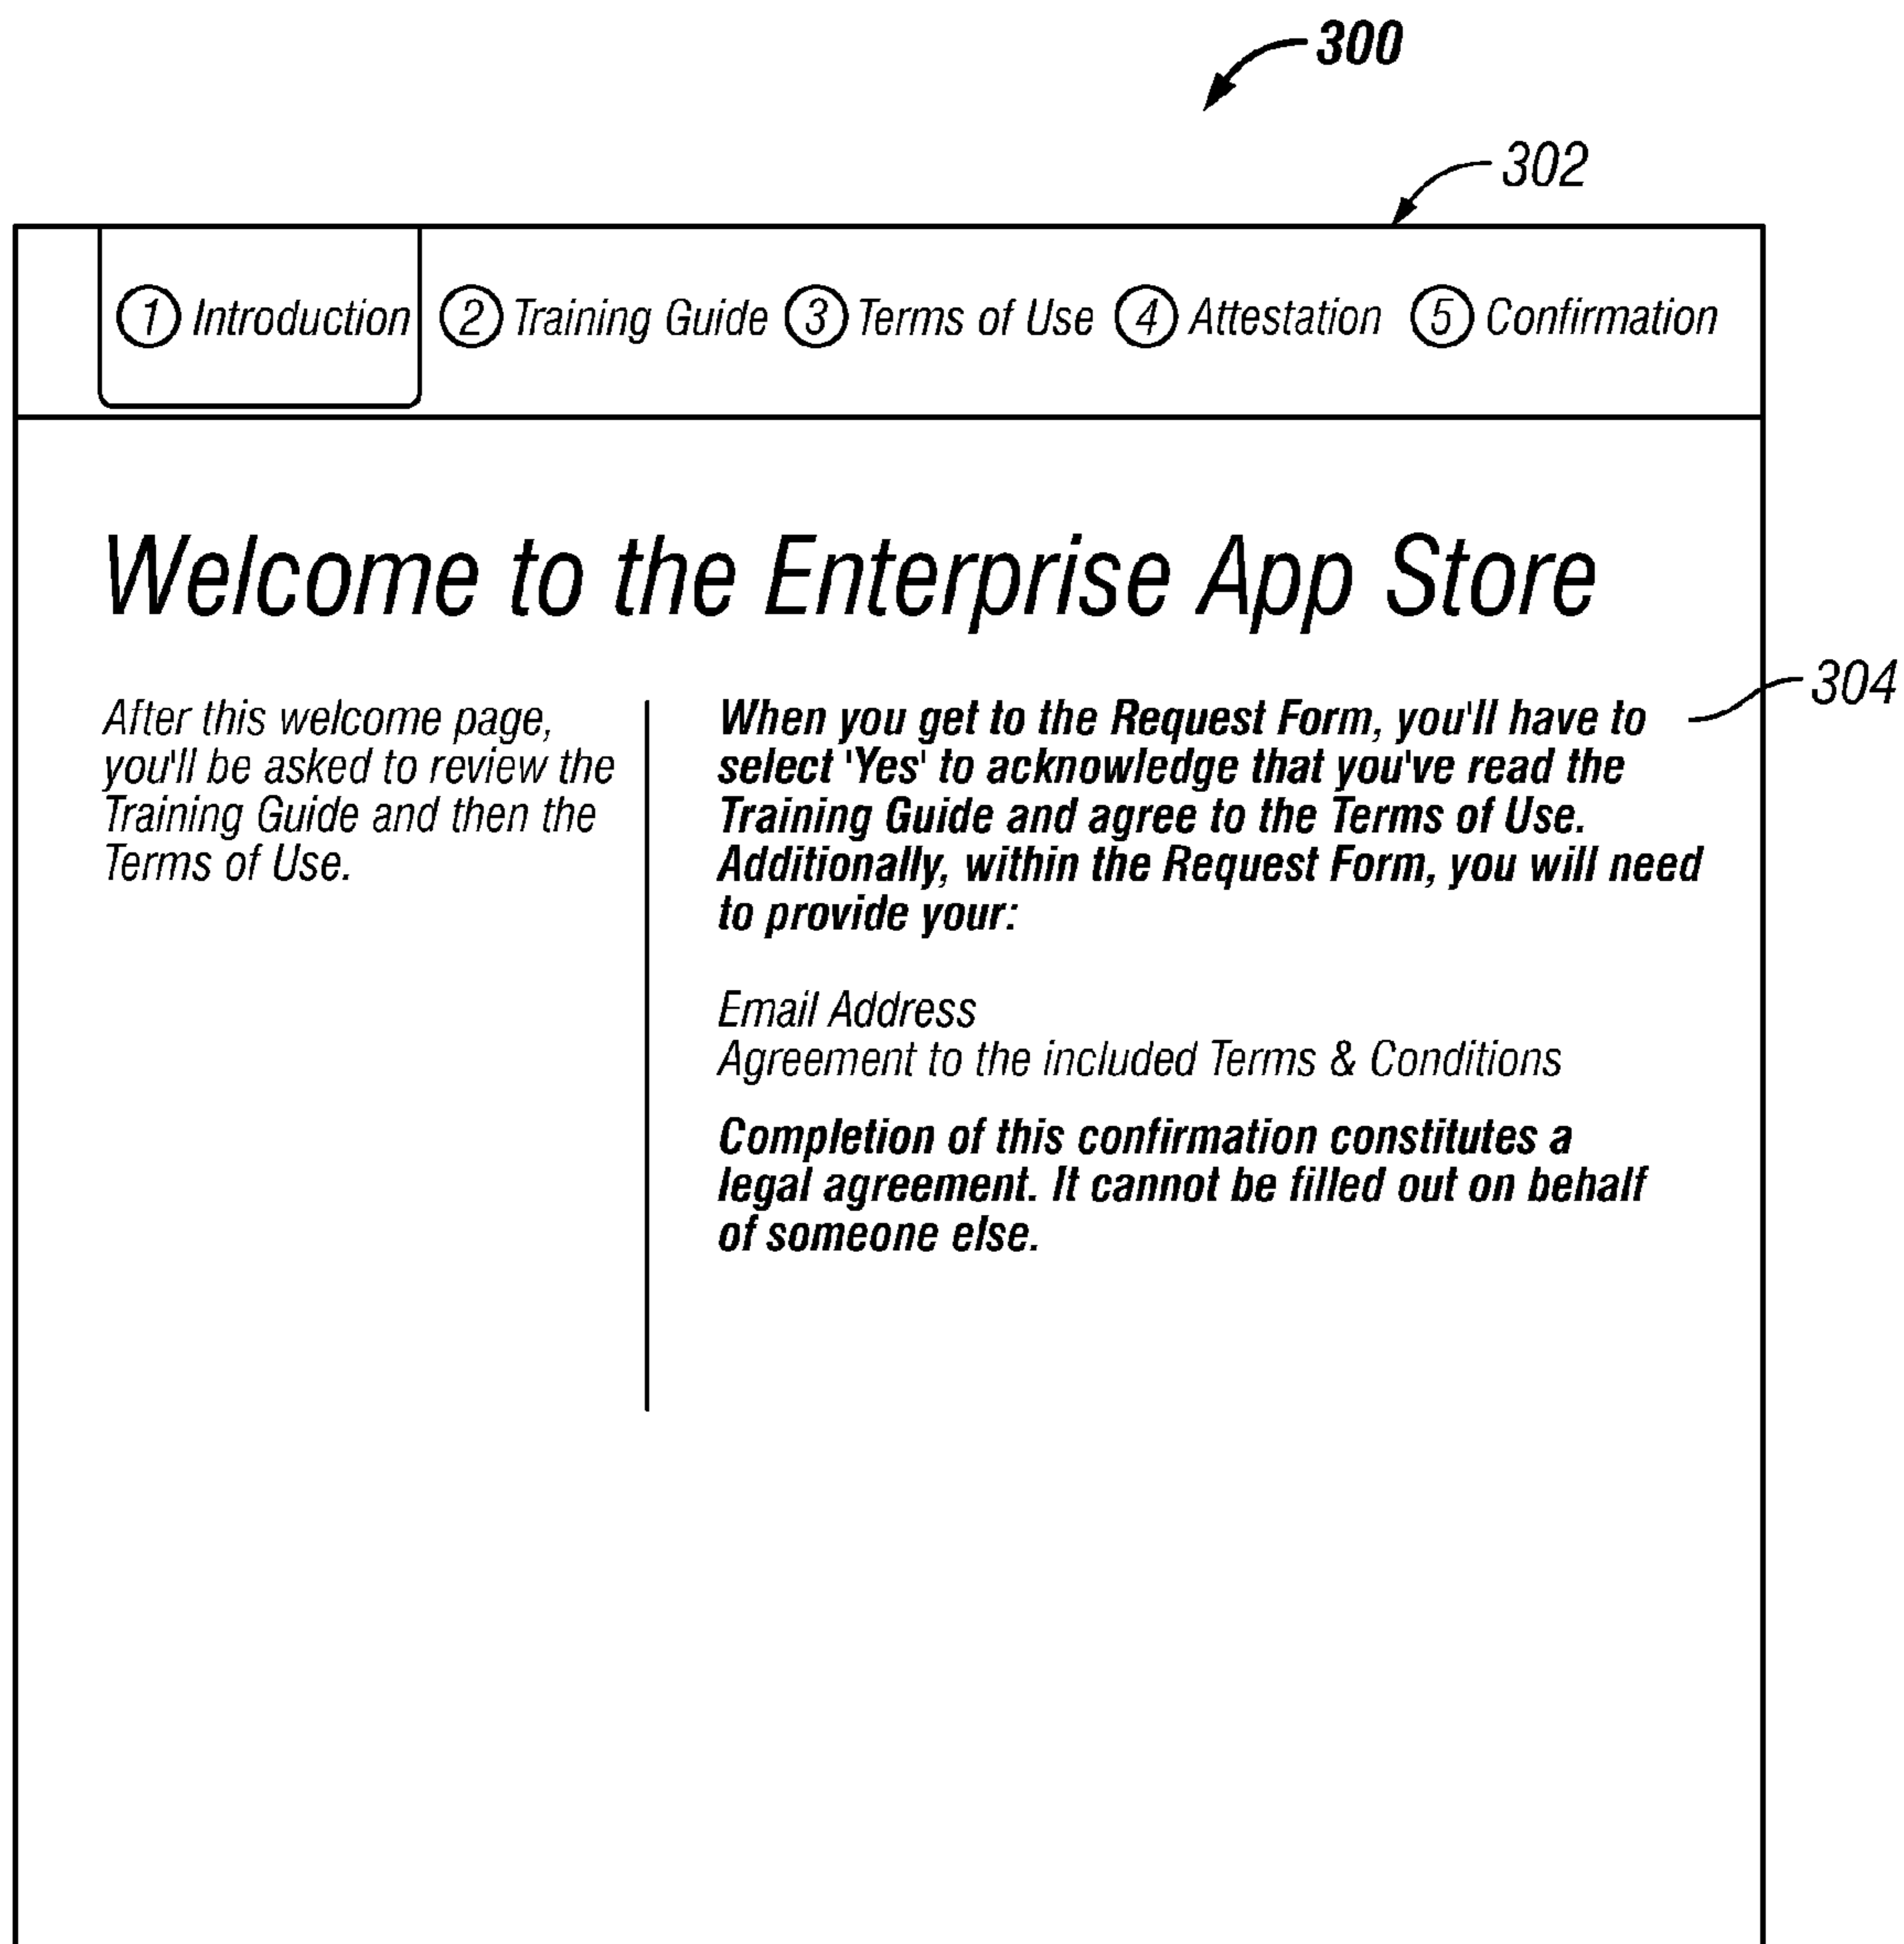 300
302
① Introduction ② Training Guide ③ Terms of Use ④ Attestation ⑤ Confirmation
Welcome to the Enterprise App Store
After this welcome page,
you'll be asked to review the
Training Guide and then the
Terms of Use.
304
When you get to the Request Form, you'll have to
select 'Yes' to acknowledge that you've read the
Training Guide and agree to the Terms of Use.
Additionally, within the Request Form, you will need
to provide your:
Email Address
Agreement to the included Terms & Conditions
Completion of this confirmation constitutes a
legal agreement. It cannot be filled out on behalf
of someone else.